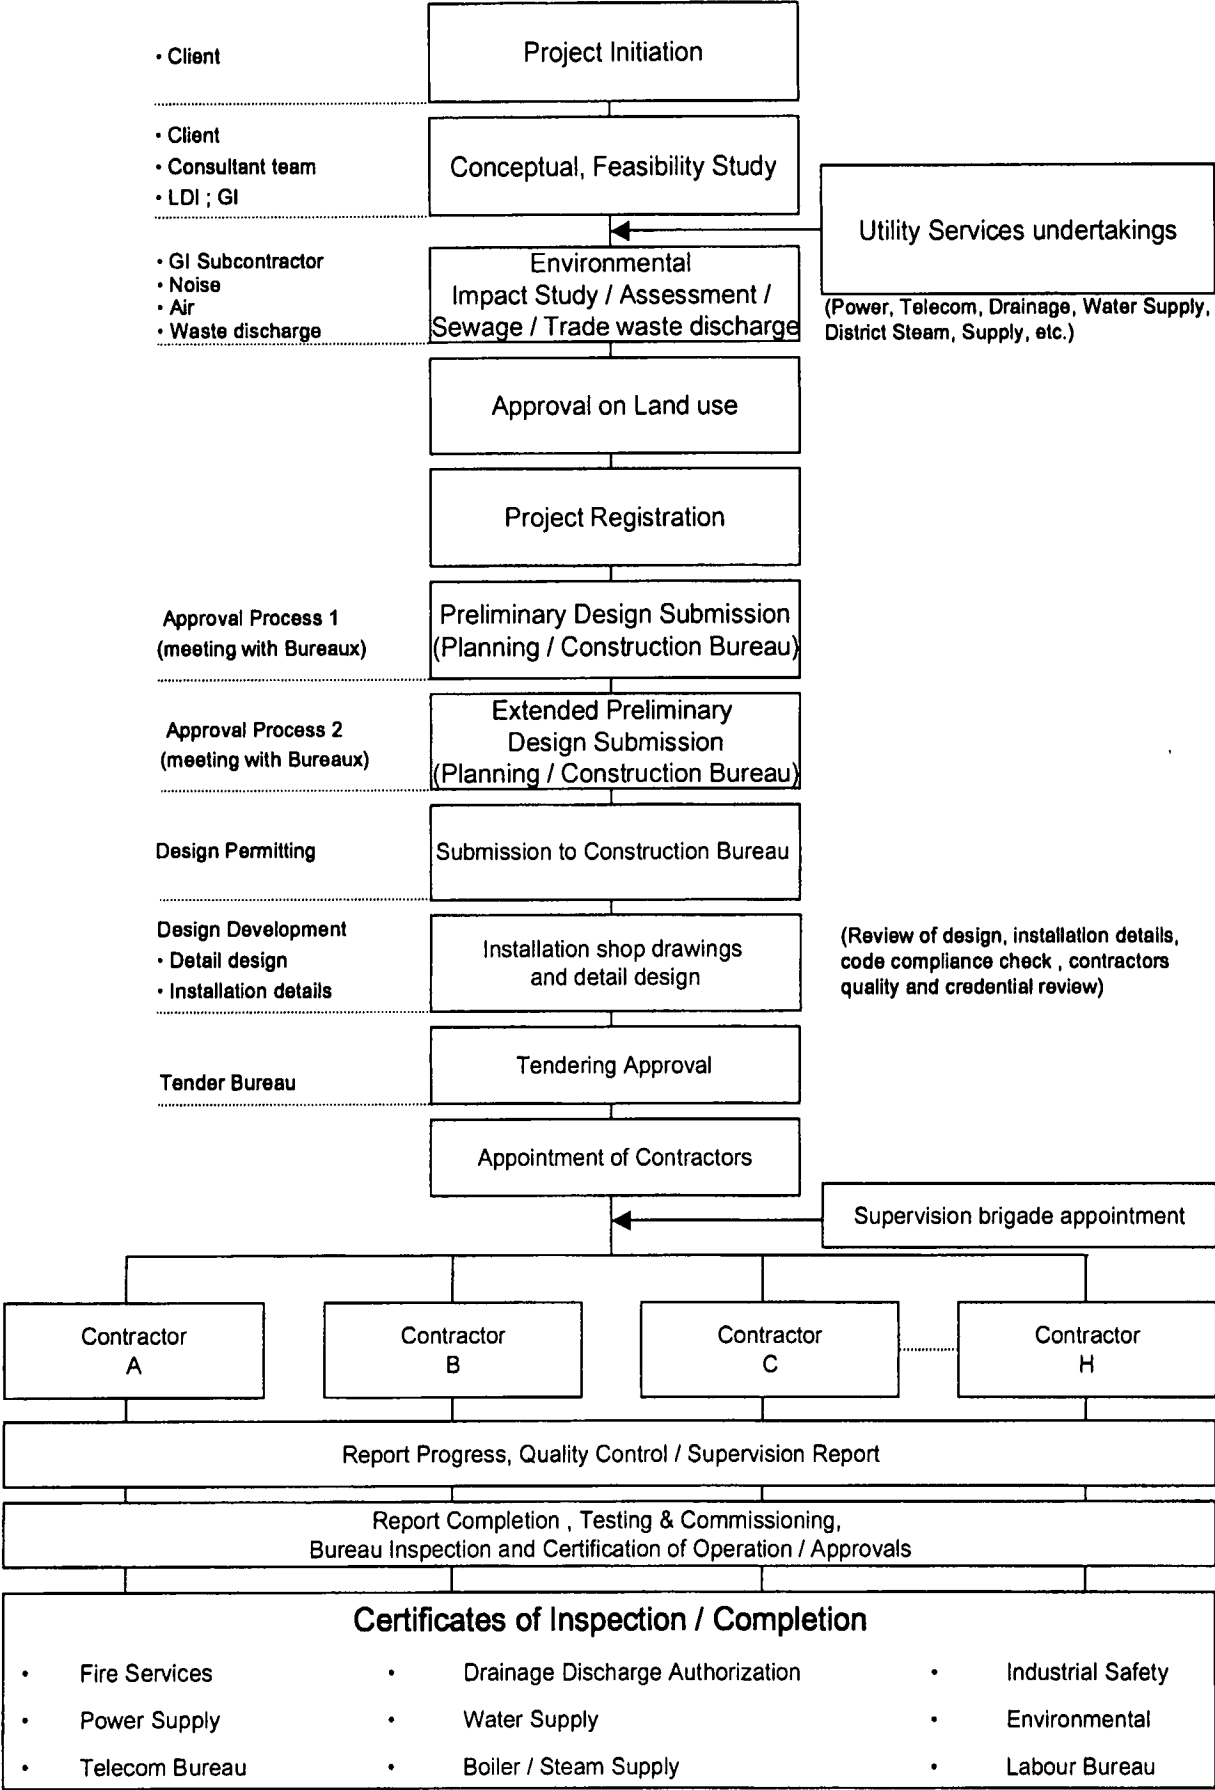 · Client
Project Initiation
· Client
· Consultant team
· LDI ; GI
Conceptual, Feasibility Study
Utility Services undertakings
(Power, Telecom, Drainage, Water Supply,
District Steam, Supply, etc.)
· GI Subcontractor
· Noise
· Air
· Waste discharge
Environmental
Impact Study / Assessment /
Sewage / Trade waste discharge
Approval on Land use
Project Registration
Approval Process 1
(meeting with Bureaux)
Preliminary Design Submission
(Planning / Construction Bureau)
Approval Process 2
(meeting with Bureaux)
Extended Preliminary
Design Submission
(Planning / Construction Bureau)
Design Permitting
Submission to Construction Bureau
Design Development
· Detail design
· Installation details
Installation shop drawings
and detail design
(Review of design, installation details,
code compliance check , contractors
quality and credential review)
Tender Bureau
Tendering Approval
Appointment of Contractors
Supervision brigade appointment
Contractor
A
Contractor
B
Contractor
C
Contractor
H
Report Progress, Quality Control / Supervision Report
Report Completion , Testing & Commissioning,
Bureau Inspection and Certification of Operation / Approvals
Certificates of Inspection / Completion
· Fire Services
· Drainage Discharge Authorization
· Industrial Safety
· Power Supply
· Water Supply
· Environmental
· Telecom Bureau
· Boiler / Steam Supply
· Labour Bureau